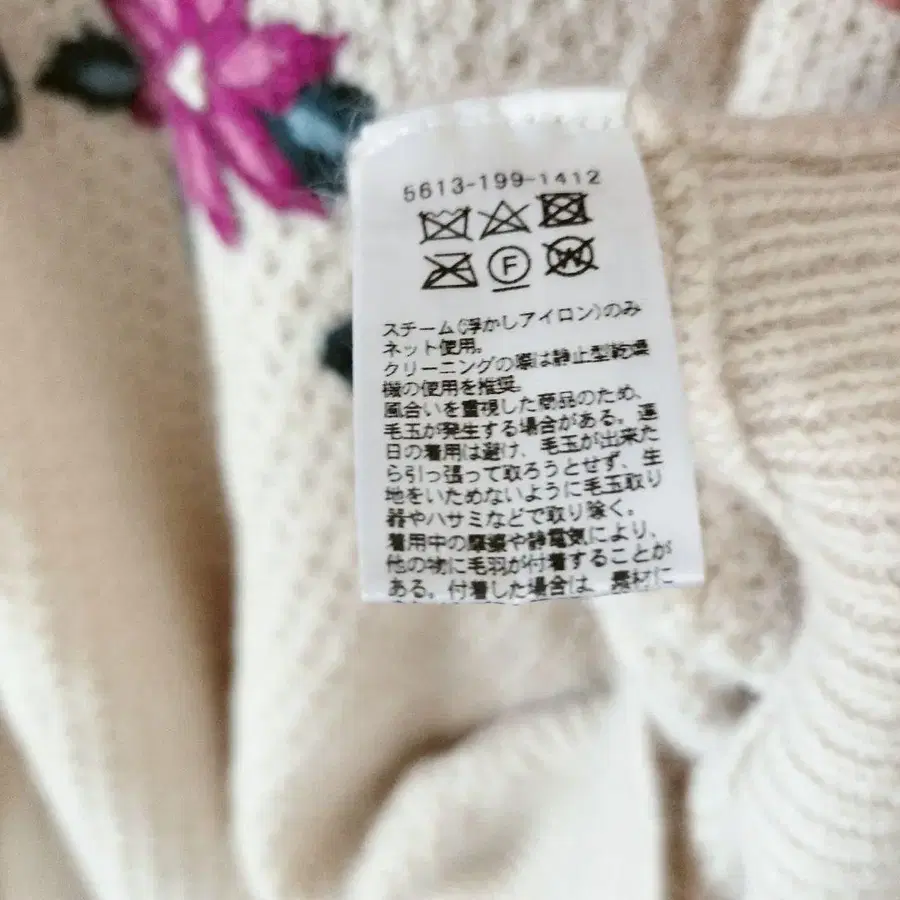 5613-199-1412
F
W
スチーム(浮かしアイロン)のみ
ネット使用。
クリーニングの際は静止型乾燥
機の使用を推奨。
風合いを重視した商品のため、
毛玉が発生する場合がある。連
日の着用は避け、毛玉が出来た
ら引っ張って取ろうとせず、生
地をいためないように毛玉取り
器やハサミなどで取り除く。
着用中の摩擦や静電気により、
他の物に毛羽が付着することが
ある。付着した場合は、素材に